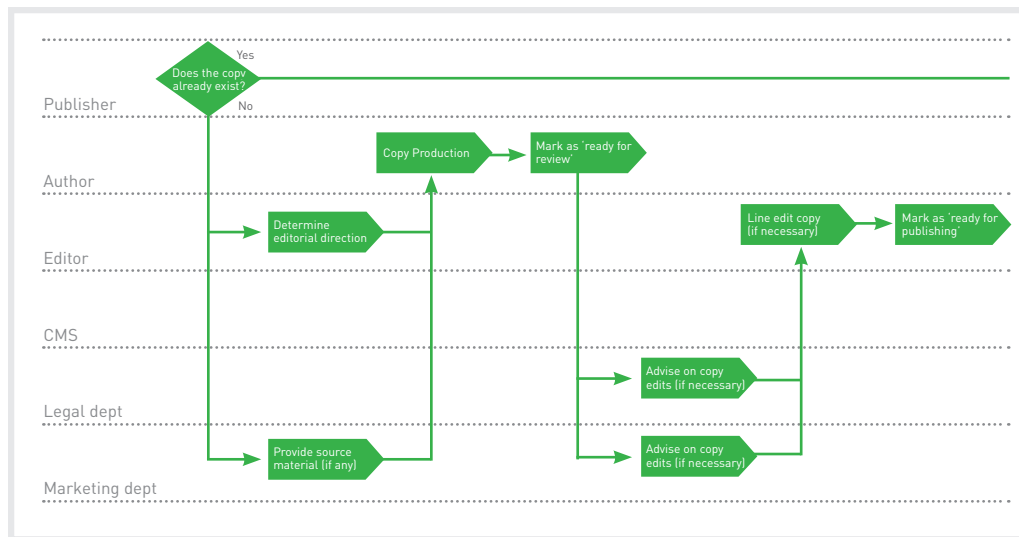 Yes
Does the copy
already exist?
No
Publisher
Copy Production
Mark as ‘ready for
review’
Author
Determine
editorial direction
Line edit copy
(if necessary)
Mark as ‘ready for
publishing’
Editor
CMS
Advise on copy
edits (if necessary)
Legal dept
Provide source
material (if any)
Advise on copy
edits (if necessary)
Marketing dept